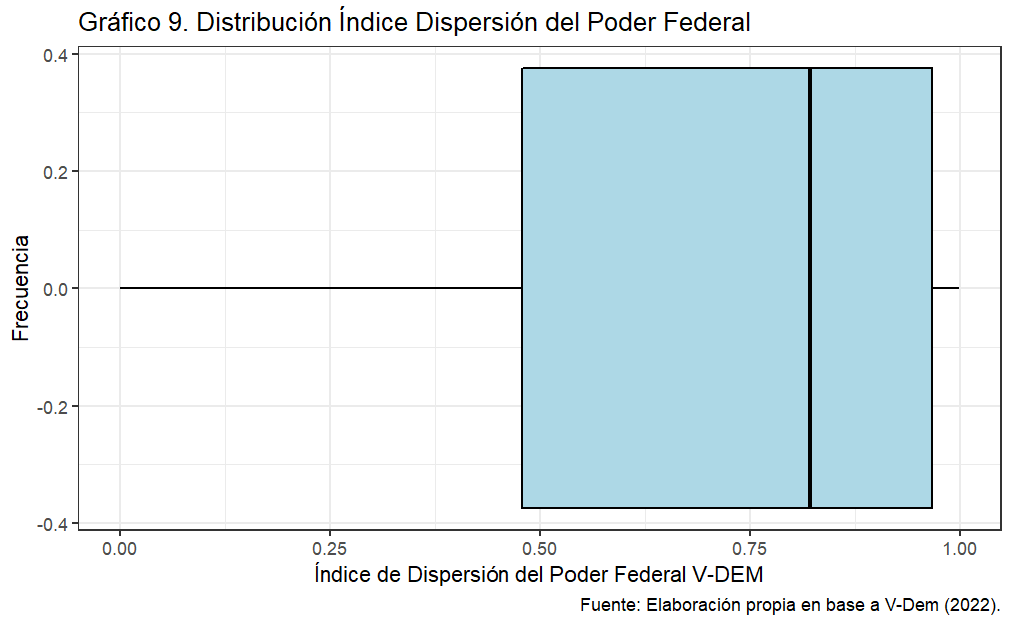 Gráfico 9. Distribución Índice Dispersión del Poder Federal
0.4
0.2
0.0
-0.2
-0.4
Frecuencia
0.00 0.25 0.50 0.75 1.00
Índice de Dispersión del Poder Federal V-DEM
Fuente: Elaboración propia en base a V-Dem (2022).